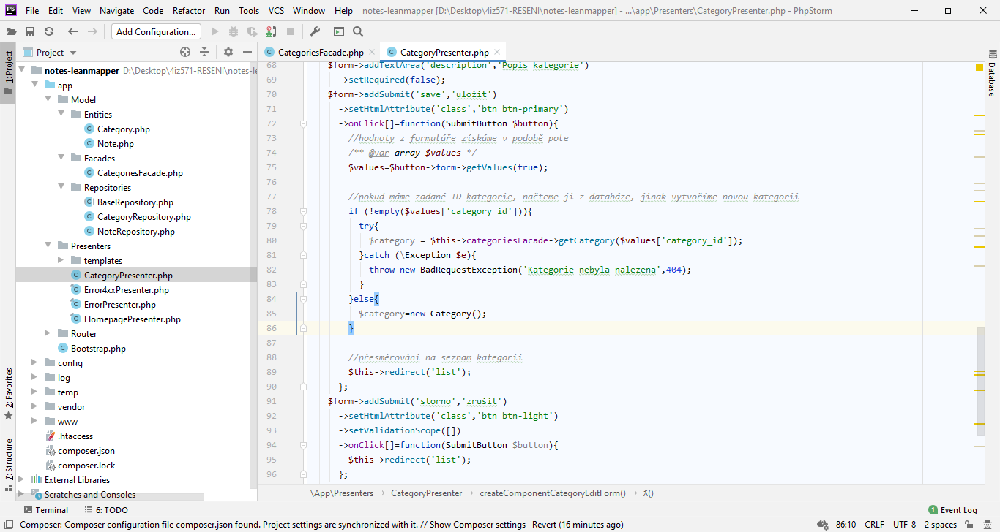 File Edit View Navigate Code Refactor Run Tools VCS Window Help notes-leanmapper [D:\Desktop\4iz571-RESENI\notes-leanmapper] - ...\app\Presenters\CategoryPresenter.php - PhpStorm
Add Configuration...
Project
CategoriesFacade.php
CategoryPresenter.php
1: Project
2: Favorites
7: Structure
Database
notes-leanmapper D:\Desktop\4iz571-RESENI\notes-le
app
Model
Entities
Category.php
Note.php
Facades
CategoriesFacade.php
Repositories
BaseRepository.php
CategoryRepository.php
NoteRepository.php
Presenters
templates
CategoryPresenter.php
Error4xxPresenter.php
ErrorPresenter.php
HomepagePresenter.php
Router
Bootstrap.php
config
log
temp
vendor
www
.htaccess
composer.json
composer.lock
External Libraries
Scratches and Consoles
68 $form->addTextArea('description','Popis kategorie')
69 ->setRequired(false);
70 $form->addSubmit('save','uložit')
71 ->setHtmlAttribute('class','btn btn-primary')
72 ->onClick[]=function(SubmitButton $button){
73 //hodnoty z formuláře získáme v podobě pole
74 /** @var array $values */
75 $values=$button->form->getValues(true);
76
77 //pokud máme zadané ID kategorie, načteme ji z databáze, jinak vytvoříme novou kategorii
78 if (!empty($values['category_id'])){
79 try{
80 $category = $this->categoriesFacade->getCategory($values['category_id']);
81 }catch (\Exception $e){
82 throw new BadRequestException('Kategorie nebyla nalezena',404);
83 }
84 }else{
85 $category=new Category();
86 }
87
88 //přesměrování na seznam kategorií
89 $this->redirect('list');
90 };
91 $form->addSubmit('storno','zrušit')
92 ->setHtmlAttribute('class','btn btn-light')
93 ->setValidationScope([])
94 ->onClick[]=function(SubmitButton $button){
95 $this->redirect('list');
96 };
\App\Presenters › CategoryPresenter › createComponentCategoryEditForm() › λ()
Terminal 6: TODO
1 Event Log
Composer: Composer configuration file composer.json found. Project settings are synchronized with it. // Show Composer settings Revert (16 minutes ago)
86:10 CRLF UTF-8 2 spaces